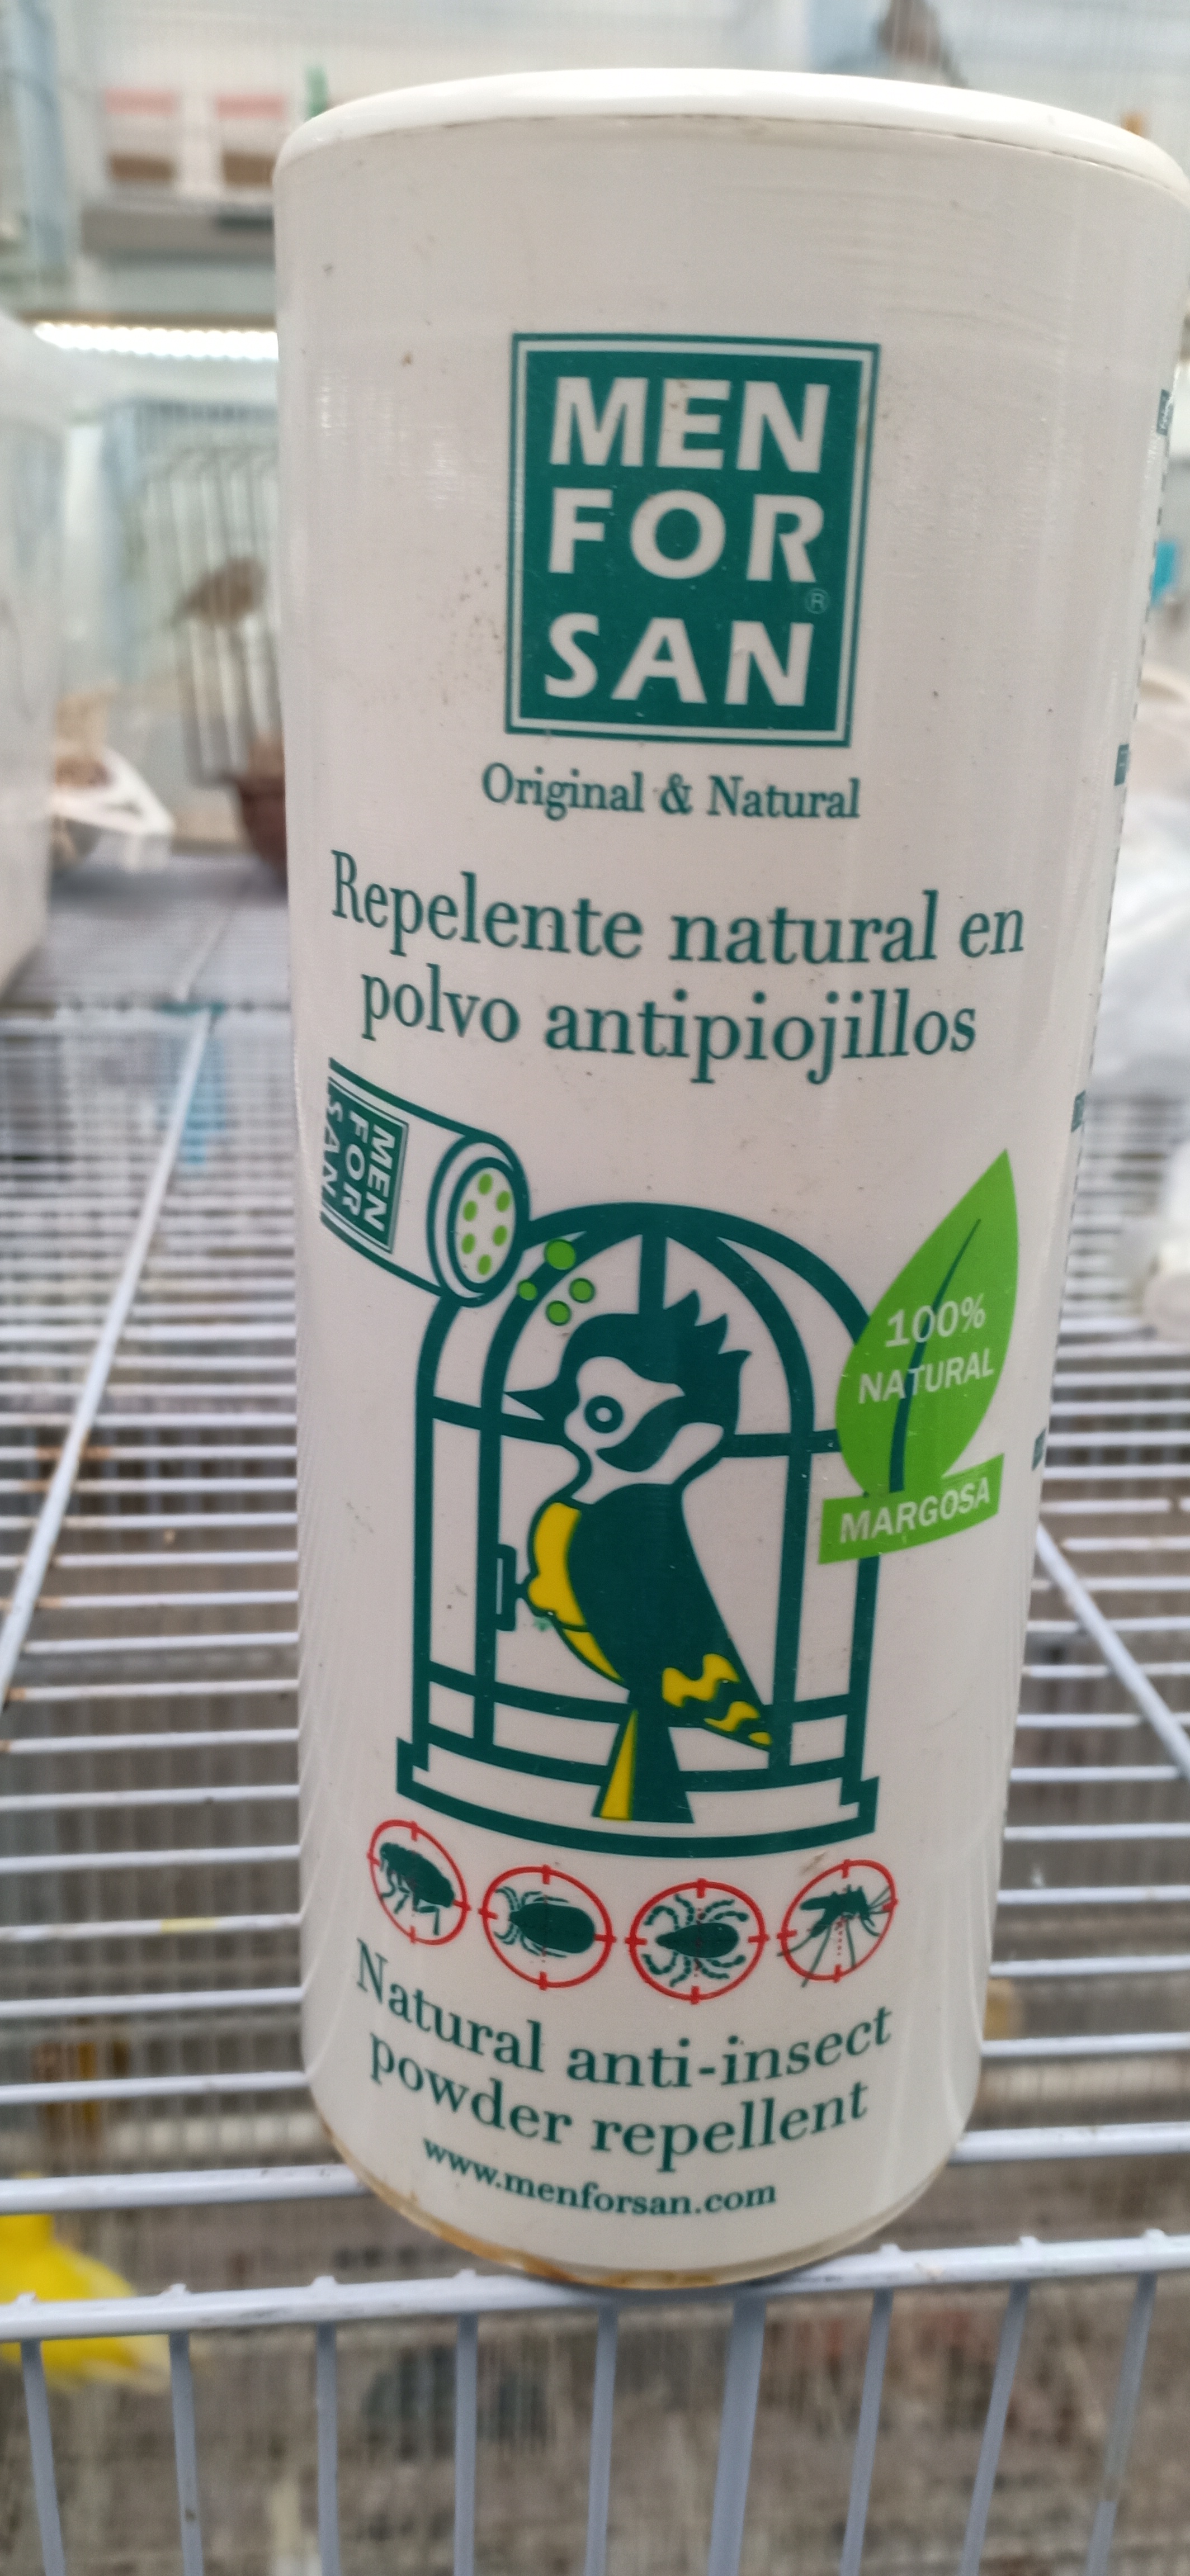 MEN
FOR
SAN
®
Original & Natural
Repelente natural en
polvo antipiojillos
MEN
FOR
SAN
100%
NATURAL
MARGOSA
Natural anti-insect
powder repellent
www.menforsan.com